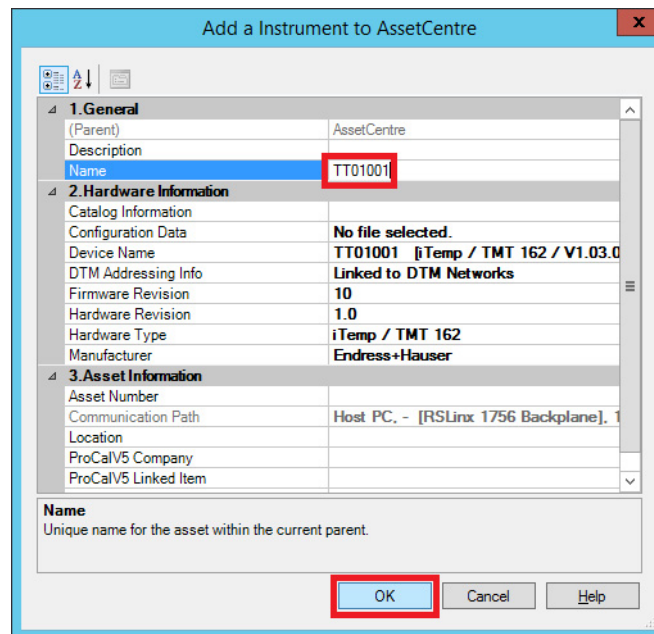 Add a Instrument to AssetCentre
x
A
Z
1.General
(Parent) AssetCentre
Description
Name TT01001
2.Hardware Information
Catalog Information
Configuration Data No file selected.
Device Name TT01001 [iTemp / TMT 162 / V1.03.0
DTM Addressing Info Linked to DTM Networks
Firmware Revision 10
Hardware Revision 1.0
Hardware Type iTemp / TMT 162
Manufacturer Endress+Hauser
3.Asset Information
Asset Number
Communication Path Host PC, - [RSLinx 1756 Backplane], 1
Location
ProCalV5 Company
ProCalV5 Linked Item
Name
Unique name for the asset within the current parent.
OK Cancel Help